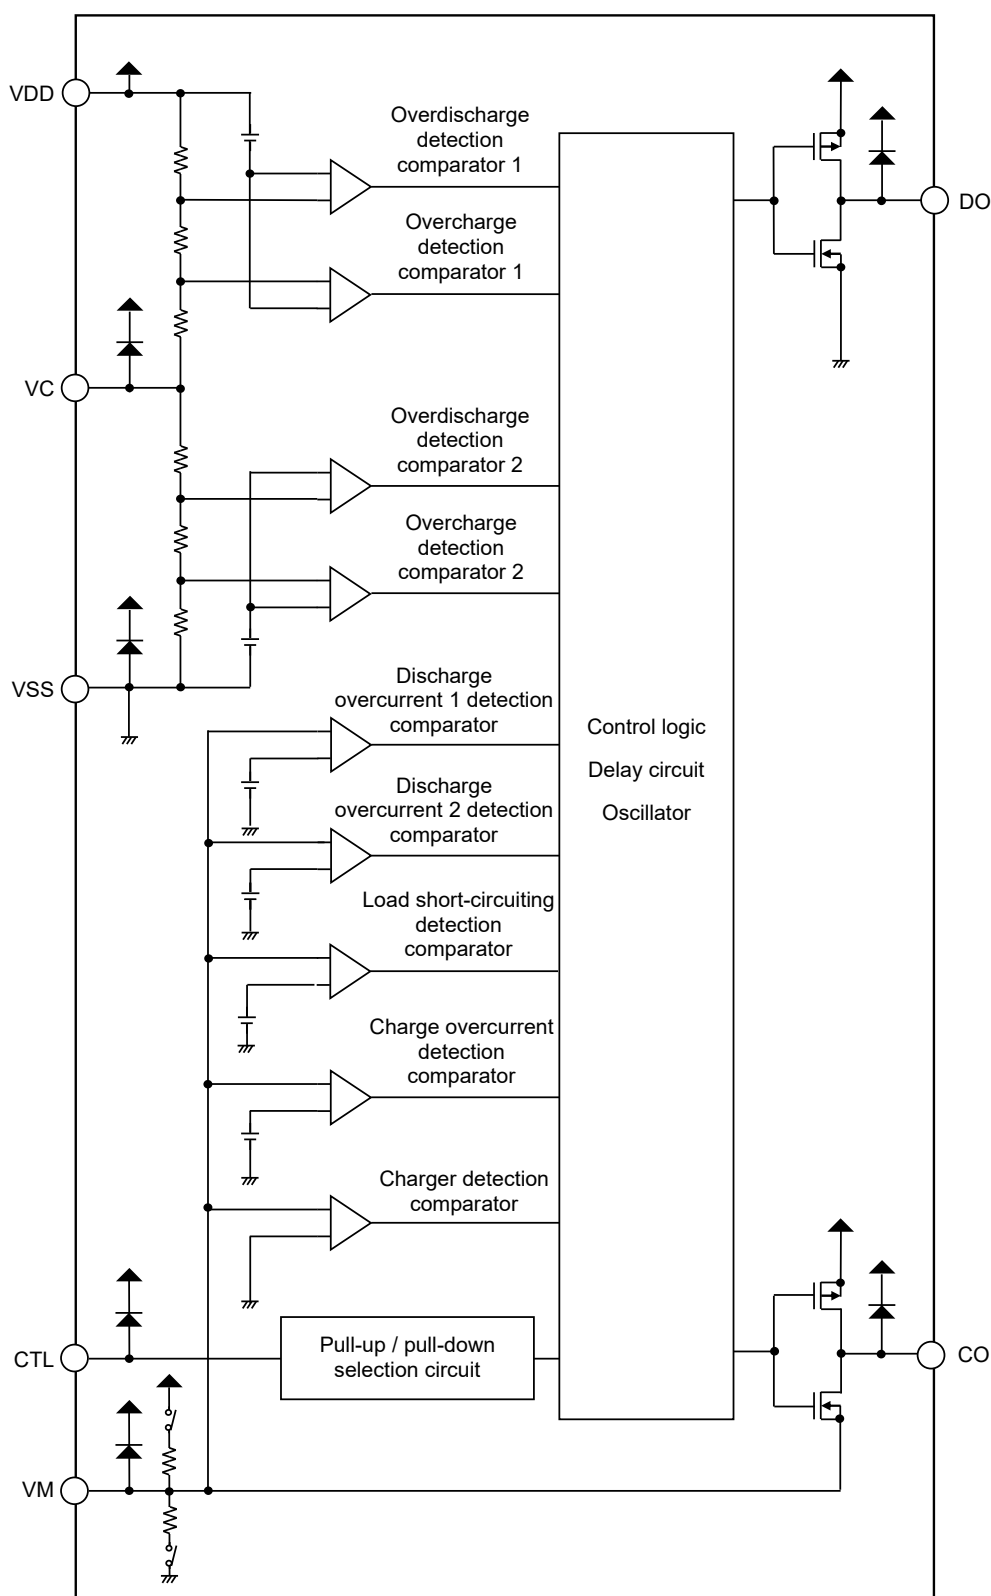 VDD
Overdischarge
detection
comparator 1
DO
Overcharge
detection
comparator 1
VC
Overdischarge
detection
comparator 2
Overcharge
detection
comparator 2
VSS
Discharge
overcurrent 1 detection
comparator
Control logic
Delay circuit
Oscillator
Discharge
overcurrent 2 detection
comparator
Load short-circuiting
detection
comparator
Charge overcurrent
detection
comparator
Charger detection
comparator
CTL
Pull-up / pull-down
selection circuit
CO
VM